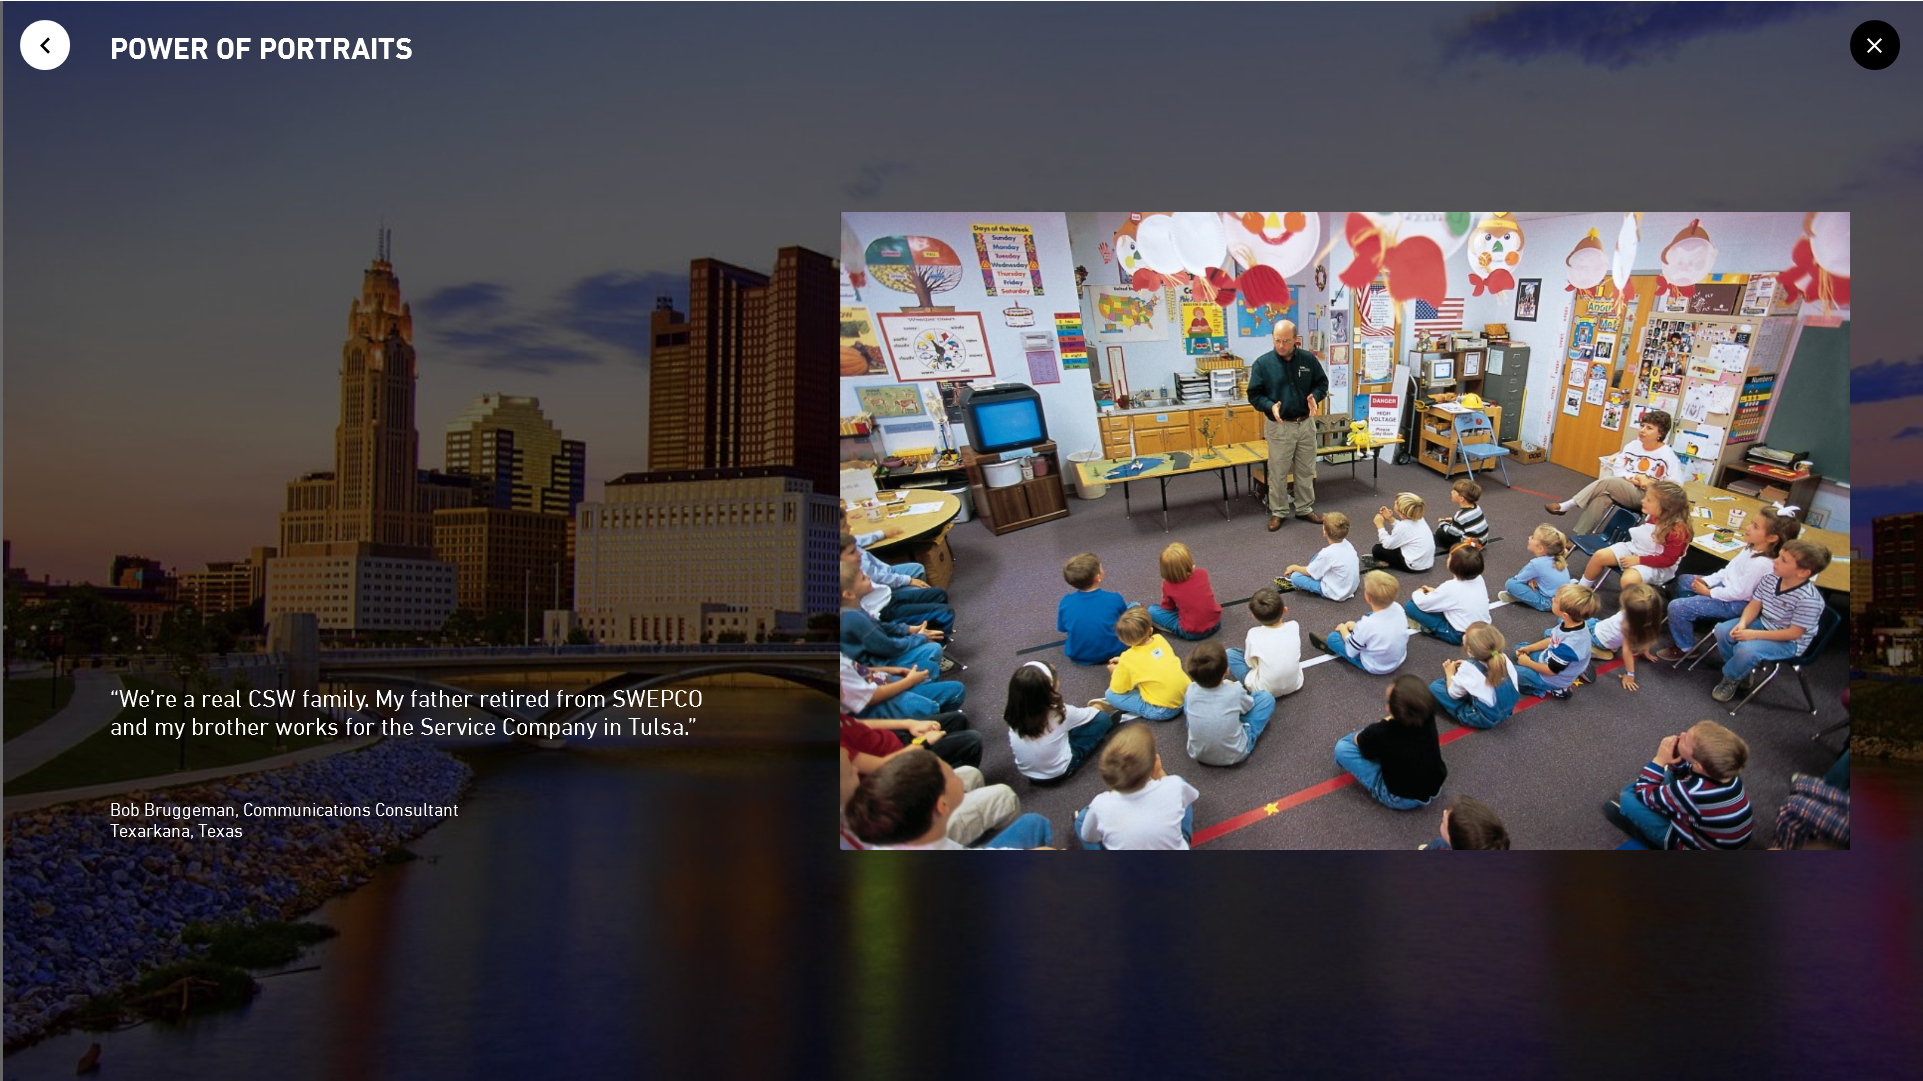 POWER OF PORTRAITS
Days of the Week
Sunday
Monday
Tuesday
Wednesday
Thursday
Friday
Saturday
DANGER
HIGH
VOLTAGE
Numbers
“We’re a real CSW family. My father retired from SWEPCO
and my brother works for the Service Company in Tulsa.”
Bob Bruggeman, Communications Consultant
Texarkana, Texas